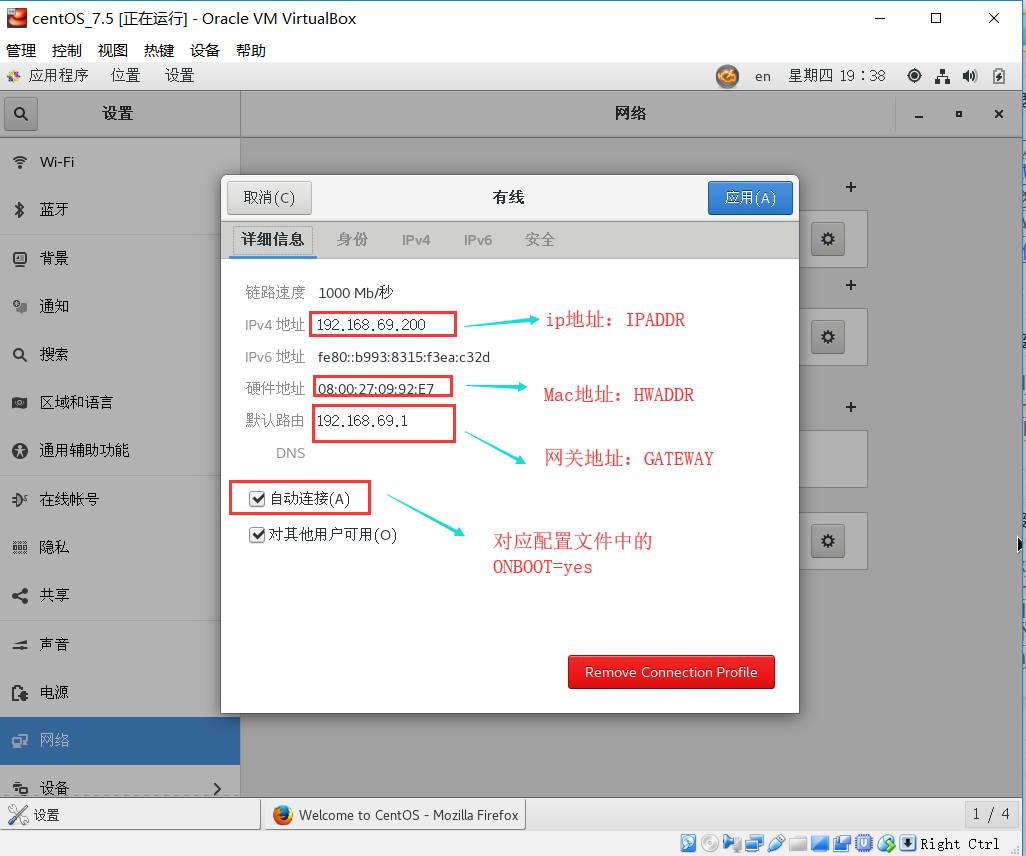 centOS_7.5 [正在运行] - Oracle VM VirtualBox
管理 控制 视图 热键 设备 帮助
应用程序 位置 设置 en 星期四 19：38
设置 网络
Wi-Fi
蓝牙
背景
通知
搜索
区域和语言
通用辅助功能
在线帐号
隐私
共享
声音
电源
网络
设备
取消(C) 有线 应用(A)
详细信息 身份 IPv4 IPv6 安全
链路速度 1000 Mb/秒
IPv4 地址 192.168.69.200 ip地址：IPADDR
IPv6 地址 fe80::b993:8315:f3ea:c32d
硬件地址 08:00:27:09:92:E7 Mac地址：HWADDR
默认路由 192.168.69.1
DNS 网关地址：GATEWAY
自动连接(A)
对其他用户可用(O) 对应配置文件中的
ONBOOT=yes
Remove Connection Profile
设置 Welcome to CentOS - Mozilla Firefox 1 / 4
Right Ctrl